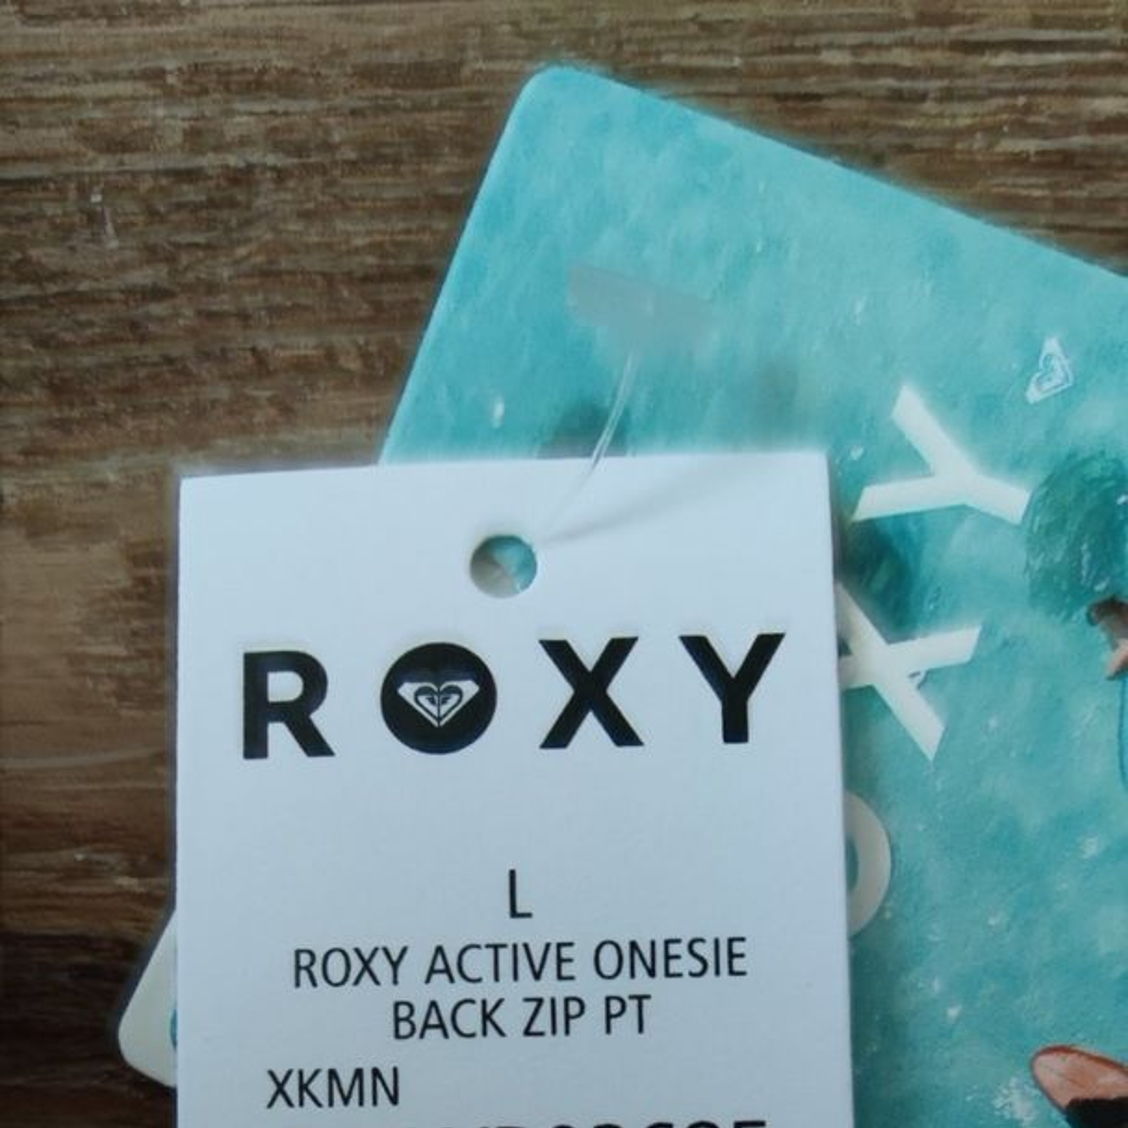 ROXY
L
ROXY ACTIVE ONESIE
BACK ZIP PT
XKMN